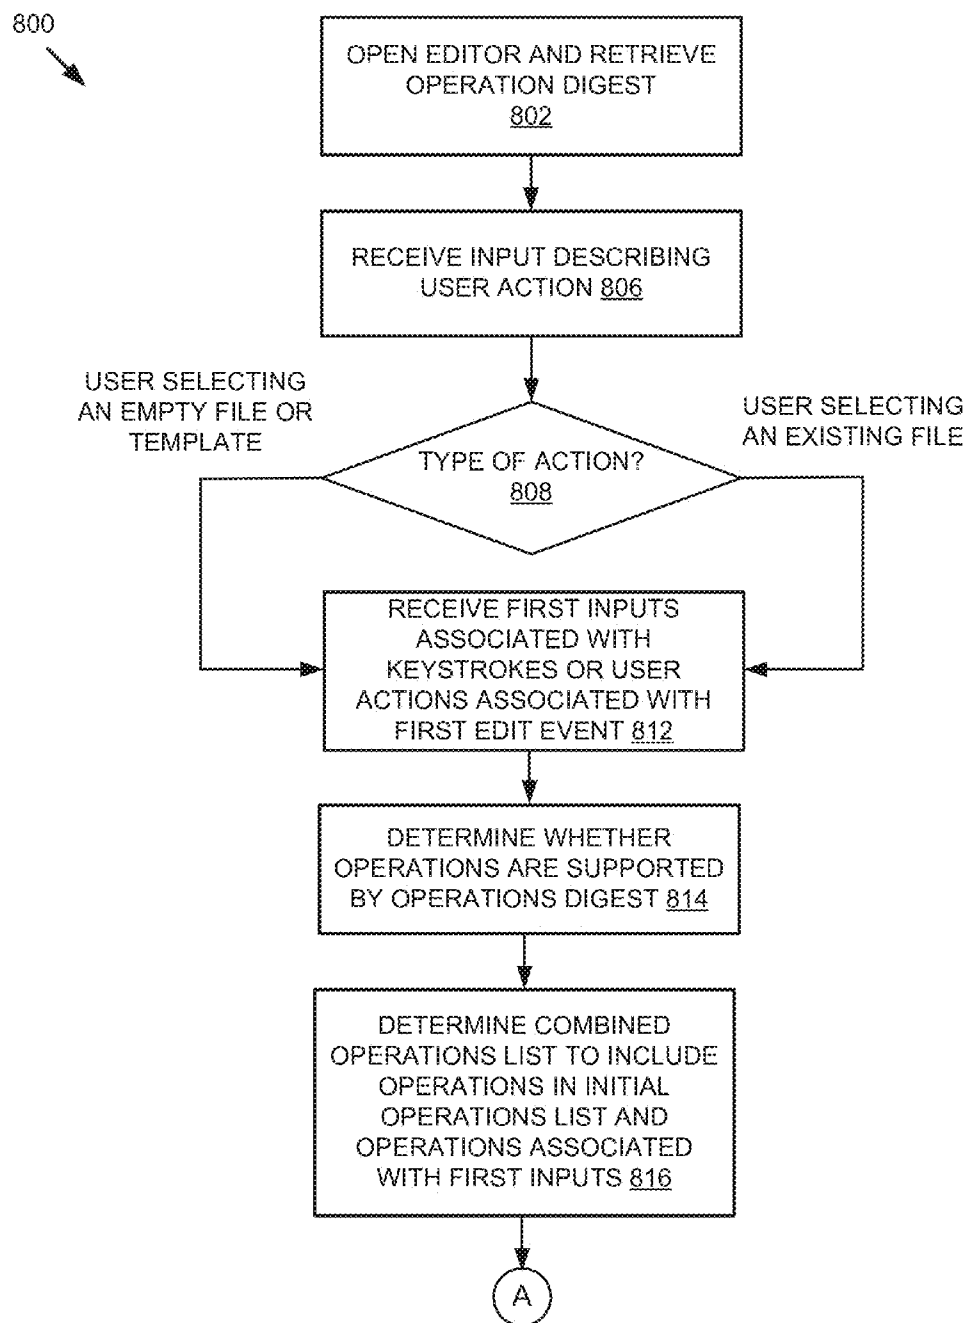 800
OPEN EDITOR AND RETRIEVE
OPERATION DIGEST
802
RECEIVE INPUT DESCRIBING
USER ACTION 806
USER SELECTING
AN EMPTY FILE OR
TEMPLATE
USER SELECTING
AN EXISTING FILE
TYPE OF ACTION?
808
RECEIVE FIRST INPUTS
ASSOCIATED WITH
KEYSTROKES OR USER
ACTIONS ASSOCIATED WITH
FIRST EDIT EVENT 812
DETERMINE WHETHER
OPERATIONS ARE SUPPORTED
BY OPERATIONS DIGEST 814
DETERMINE COMBINED
OPERATIONS LIST TO INCLUDE
OPERATIONS IN INITIAL
OPERATIONS LIST AND
OPERATIONS ASSOCIATED
WITH FIRST INPUTS 816
A